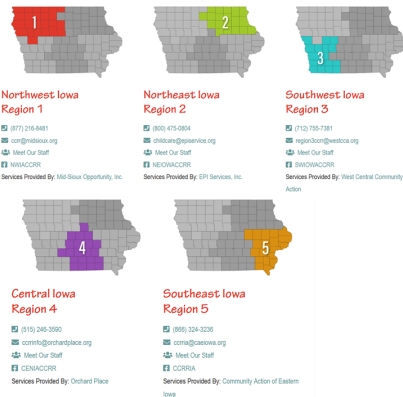 1
2
3
Northwest Iowa
Region 1
(877) 216-8481
ccrr@midsioux.org
Meet Our Staff
NWIACCRR
Services Provided By: Mid-Sioux Opportunity, Inc.
Northeast Iowa
Region 2
(800) 475-0804
childcare@episervice.org
Meet Our Staff
NEIOWACCRR
Services Provided By: EPI Services, Inc.
Southwest Iowa
Region 3
(712) 755-7381
region3ccrr@westcca.org
Meet Our Staff
SWIOWACCRR
Services Provided By: West Central Community
Action
4
5
Central Iowa
Region 4
(515) 246-3590
ccrrinfo@orchardplace.org
Meet Our Staff
CENIACCRR
Services Provided By: Orchard Place
Southeast Iowa
Region 5
(866) 324-3236
ccrria@caeiowa.org
Meet Our Staff
CCRRIA
Services Provided By: Community Action of Eastern
Iowa